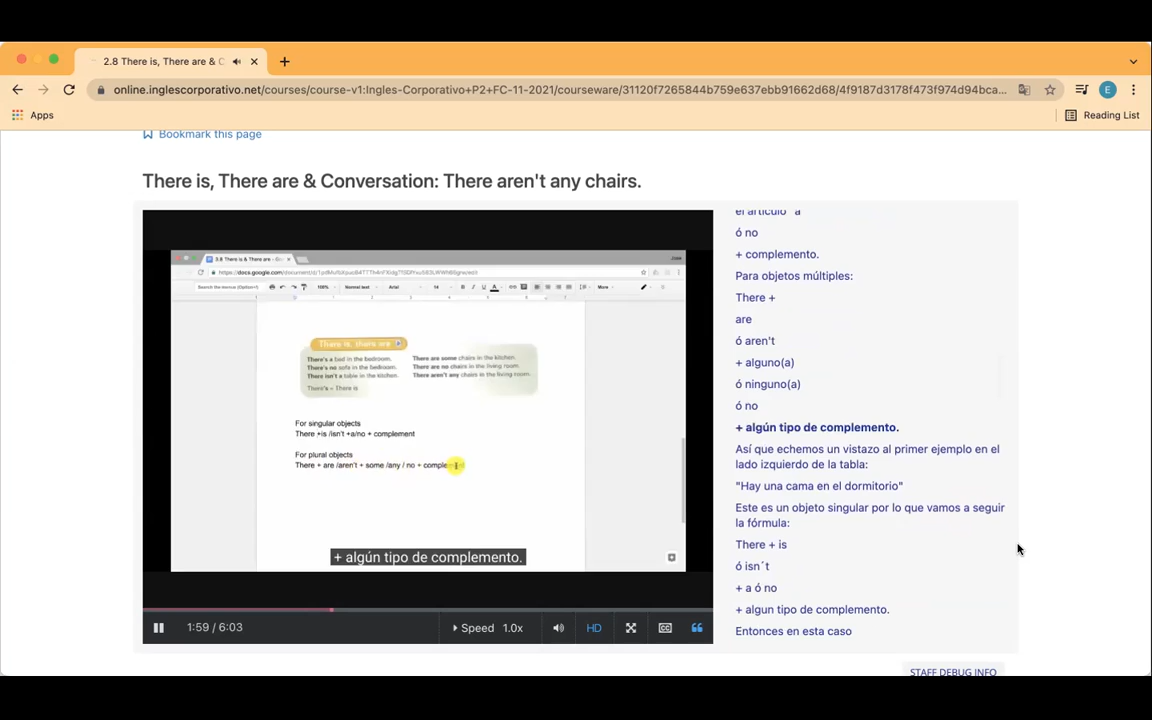 2.8 There is, There are & C
online.inglescorporativo.net/courses/course-v1:Ingles-Corporativo+P2+FC-11-2021/courseware/31120f7265844b759e637ebb91662d68/4f9187d3178f473f974d94bca...
E
Apps
Reading List
Bookmark this page
There is, There are & Conversation: There aren't any chairs.
There is, there are
There's a bed in the bedroom.
There's no sofa in the bedroom.
There isn't a table in the kitchen.
There's = There is
There are some chairs in the kitchen.
There are no chairs in the living room.
There aren't any chairs in the living room.
For singular objects
There +is /isn't +a/no + complement
For plural objects
There + are /aren't + some /any / no + complement
+ algún tipo de complemento.
1:59 / 6:03
Speed 1.0x
HD
el artículo "a
ó no
+ complemento.
Para objetos múltiples:
There +
are
ó aren't
+ alguno(a)
ó ninguno(a)
ó no
+ algún tipo de complemento.
Así que echemos un vistazo al primer ejemplo en el
lado izquierdo de la tabla:
"Hay una cama en el dormitorio"
Este es un objeto singular por lo que vamos a seguir
la fórmula:
There + is
ó isn´t
+ a ó no
+ algun tipo de complemento.
Entonces en esta caso
STAFF DEBUG INFO